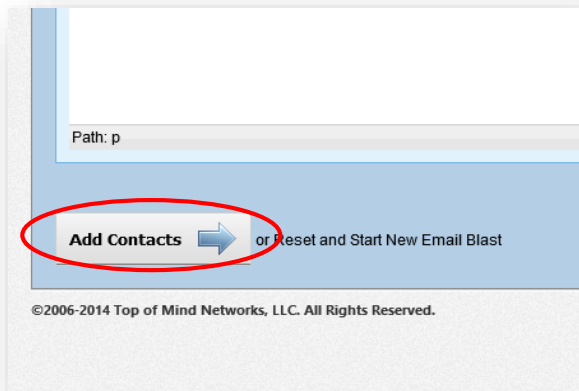 Path: p
Add Contacts or Reset and Start New Email Blast
©2006-2014 Top of Mind Networks, LLC. All Rights Reserved.